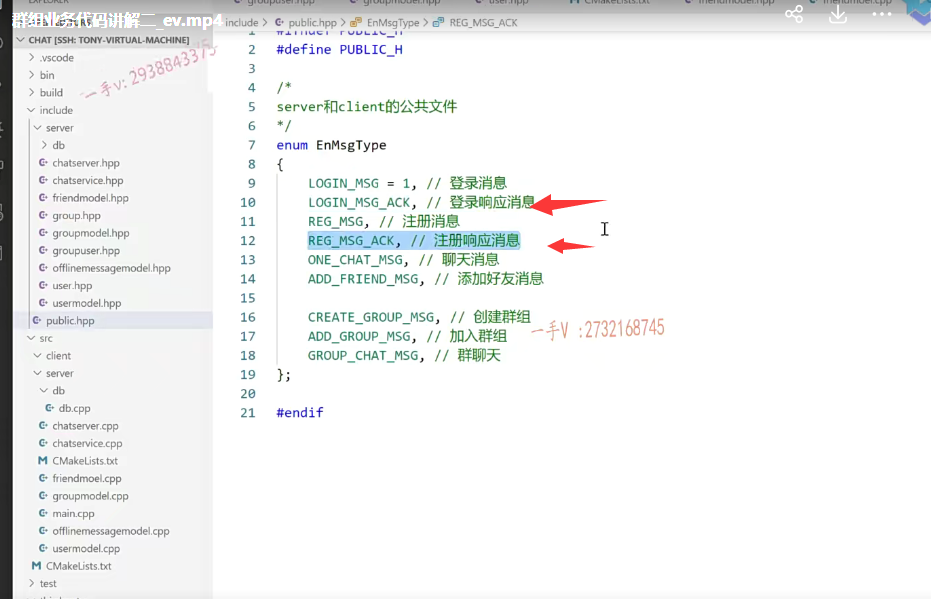 群组业务代码讲解二_ev.mp4
include > public.hpp > EnMsgType > REG_MSG_ACK
CHAT [SSH: TONY-VIRTUAL-MACHINE]
.vscode
bin
build
include
server
db
chatserver.hpp
chatservice.hpp
friendmodel.hpp
group.hpp
groupmodel.hpp
groupuser.hpp
offlinemessagemodel.hpp
user.hpp
usermodel.hpp
public.hpp
src
client
server
db
db.cpp
chatserver.cpp
chatservice.cpp
CMakeLists.txt
friendmoel.cpp
groupmodel.cpp
main.cpp
offlinemessagemodel.cpp
usermodel.cpp
CMakeLists.txt
test
一手v: 2938843375
1 #ifndef PUBLIC_H
2 #define PUBLIC_H
3
4 /*
5 server和client的公共文件
6 */
7 enum EnMsgType
8 {
9 LOGIN_MSG = 1, // 登录消息
10 LOGIN_MSG_ACK, // 登录响应消息
11 REG_MSG, // 注册消息
12 REG_MSG_ACK, // 注册响应消息
13 ONE_CHAT_MSG, // 聊天消息
14 ADD_FRIEND_MSG, // 添加好友消息
15
16 CREATE_GROUP_MSG, // 创建群组
17 ADD_GROUP_MSG, // 加入群组
18 GROUP_CHAT_MSG, // 群聊天
19 };
20
21 #endif
一手V :2732168745